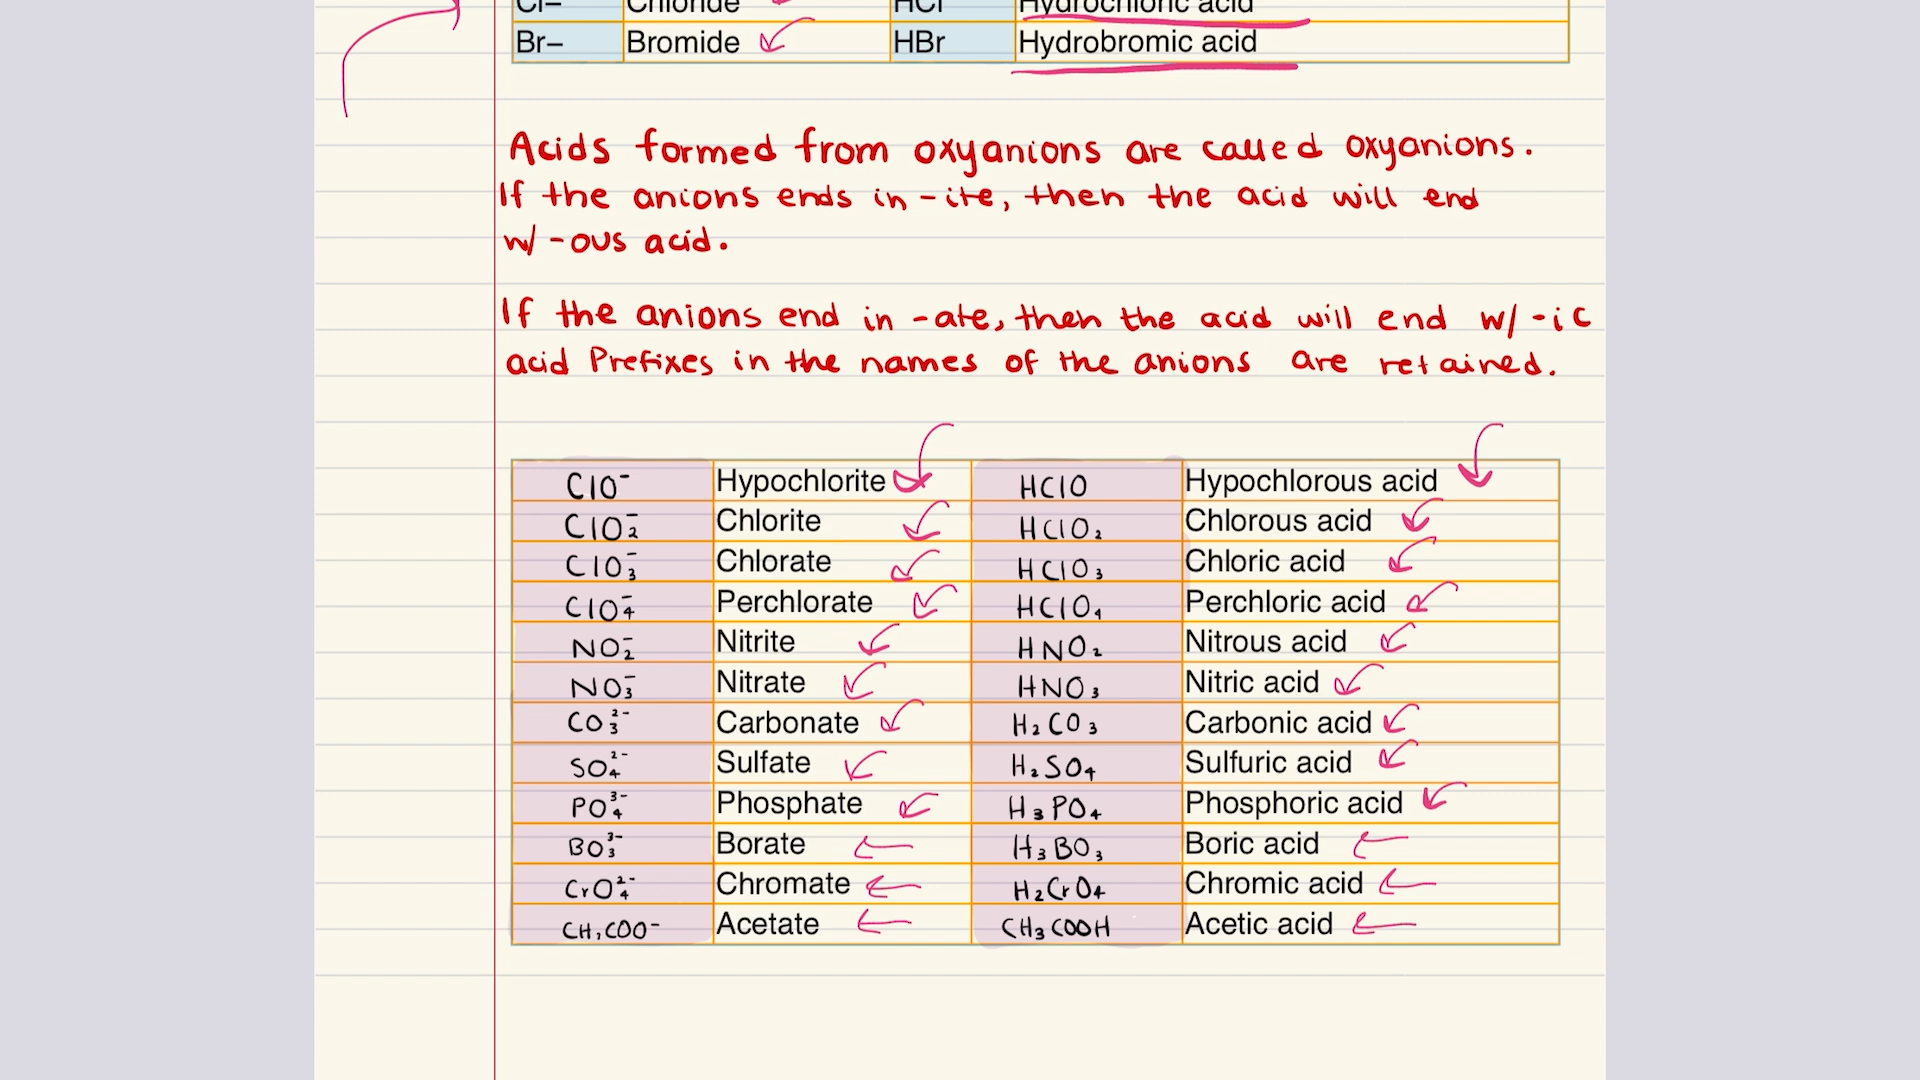 Cl– Chloride HCl Hydrochloric acid
Br– Bromide HBr Hydrobromic acid
Acids formed from oxyanions are called oxyanions.
If the anions ends in -ite, then the acid will end
w/ -ous acid.
If the anions end in -ate, then the acid will end w/ -ic
acid Prefixes in the names of the anions are retained.
ClO⁻ Hypochlorite HClO Hypochlorous acid
ClO₂⁻ Chlorite HClO₂ Chlorous acid
ClO₃⁻ Chlorate HClO₃ Chloric acid
ClO₄⁻ Perchlorate HClO₄ Perchloric acid
NO₂⁻ Nitrite HNO₂ Nitrous acid
NO₃⁻ Nitrate HNO₃ Nitric acid
CO₃²⁻ Carbonate H₂CO₃ Carbonic acid
SO₄²⁻ Sulfate H₂SO₄ Sulfuric acid
PO₄³⁻ Phosphate H₃PO₄ Phosphoric acid
BO₃³⁻ Borate H₃BO₃ Boric acid
CrO₄²⁻ Chromate H₂CrO₄ Chromic acid
CH₃COO⁻ Acetate CH₃COOH Acetic acid